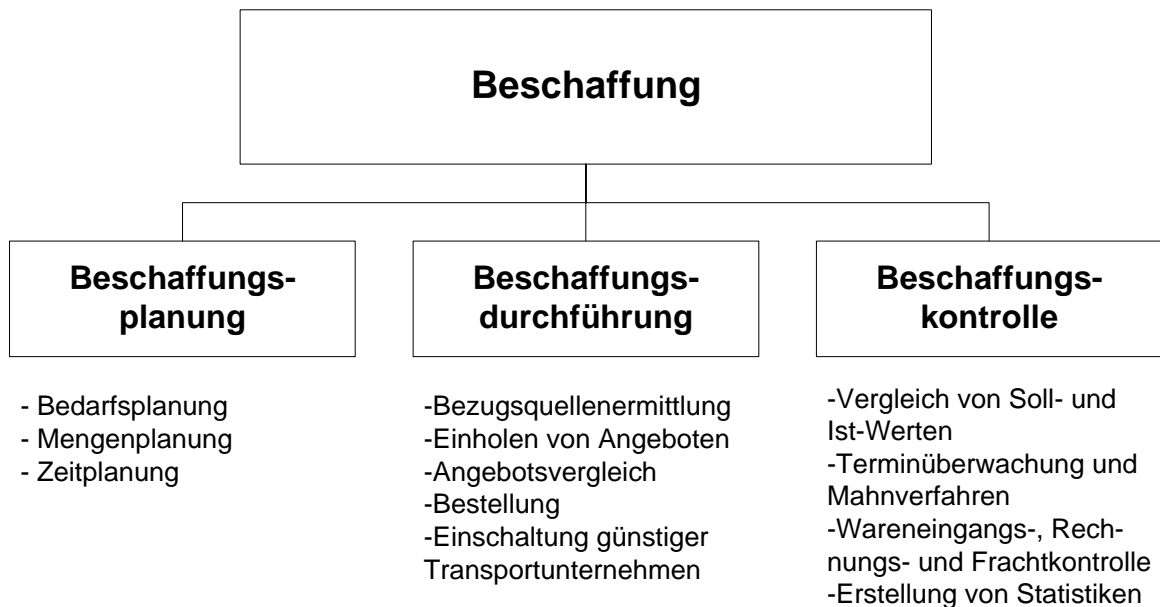 Beschaffung
Beschaffungs-
planung
- Bedarfsplanung
- Mengenplanung
- Zeitplanung
Beschaffungs-
durchführung
-Bezugsquellenermittlung
-Einholen von Angeboten
-Angebotsvergleich
-Bestellung
-Einschaltung günstiger
Transportunternehmen
Beschaffungs-
kontrolle
-Vergleich von Soll- und
Ist-Werten
-Terminüberwachung und
Mahnverfahren
-Wareneingangs-, Rech-
nungs- und Frachtkontrolle
-Erstellung von Statistiken